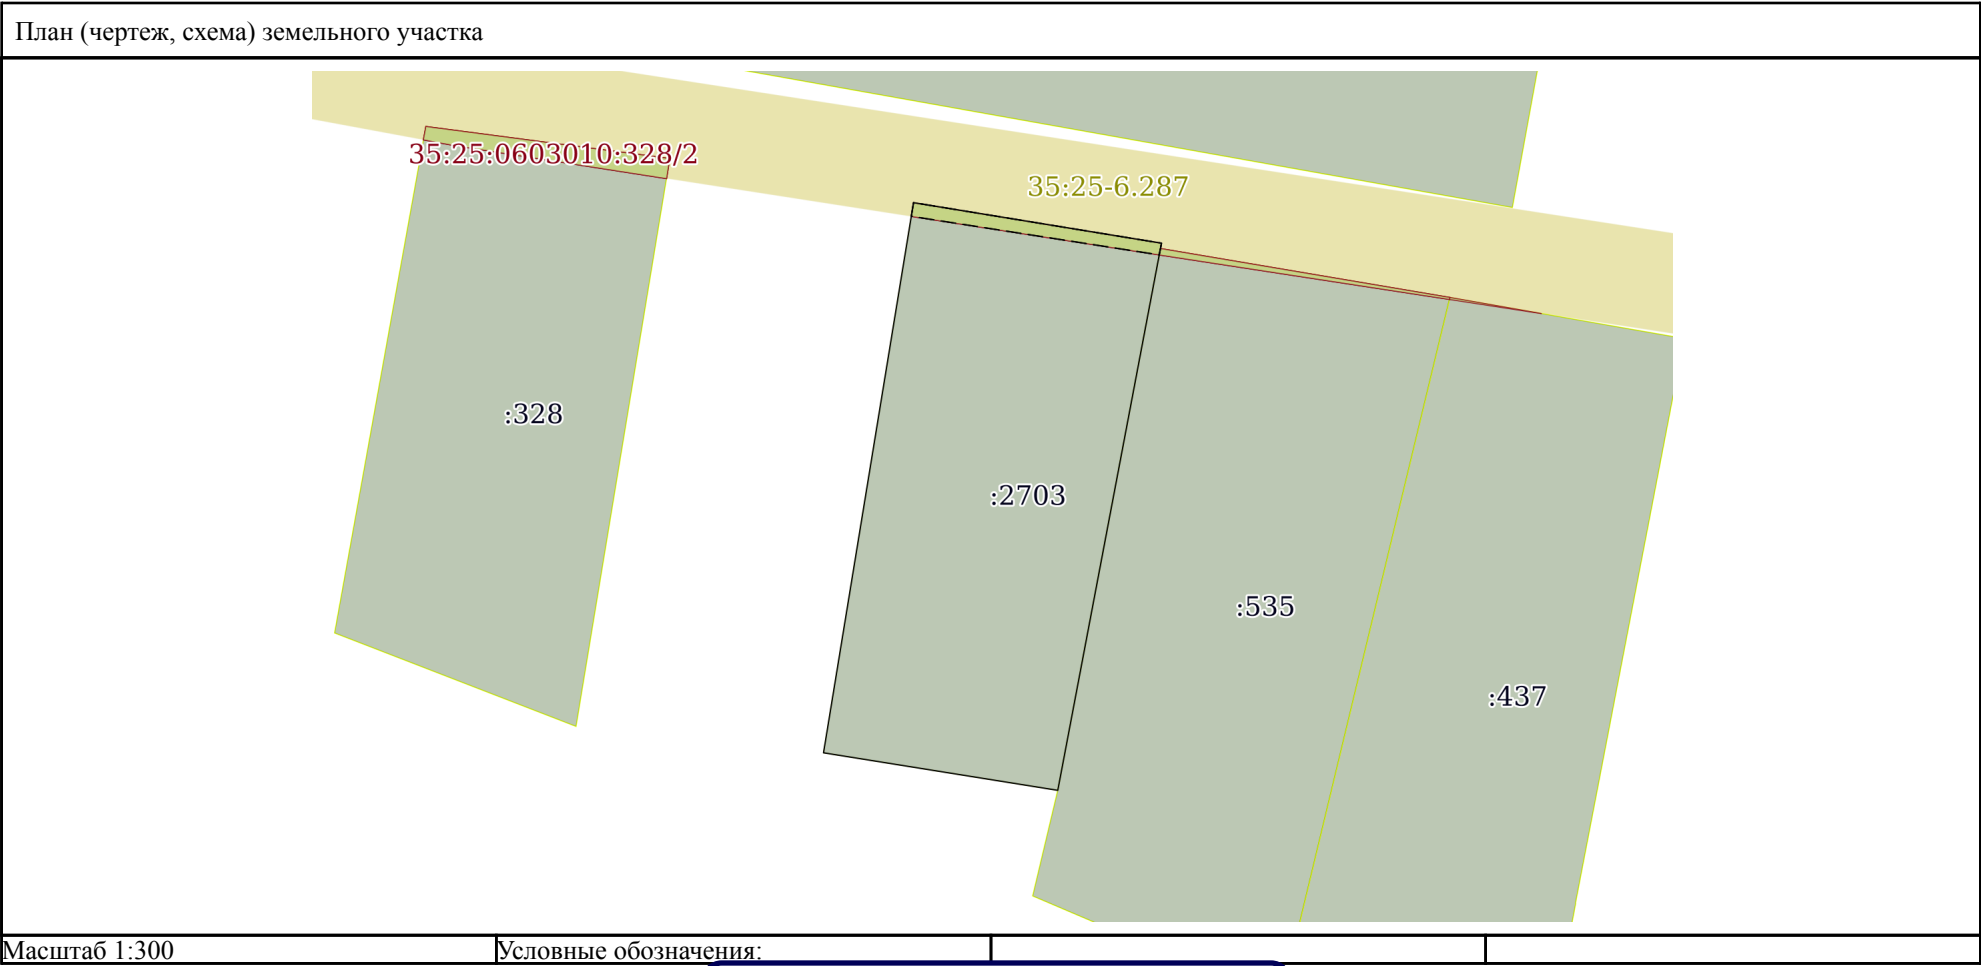 План (чертеж, схема) земельного участка
35:25:0603010:328/2
35:25-6.287
:328
:2703
:535
:437
Масштаб 1:300
Условные обозначения: